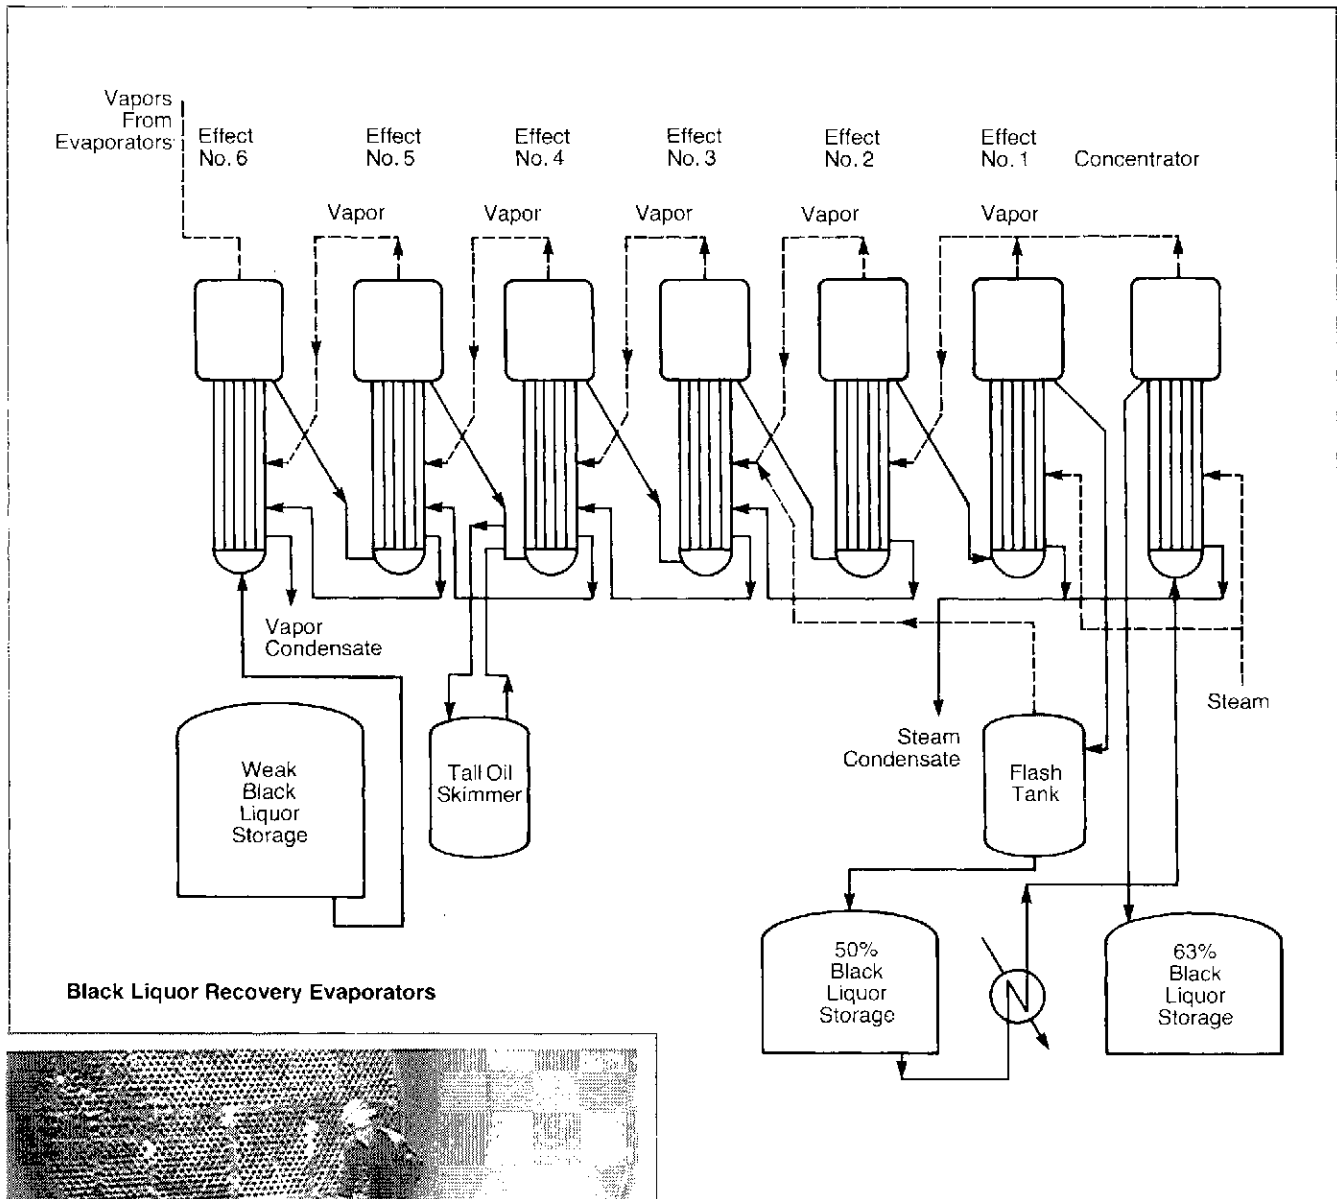 Vapors
From
Evaporators
Effect
No. 6
Effect
No. 5
Effect
No. 4
Effect
No. 3
Effect
No. 2
Effect
No. 1
Concentrator
Vapor
Vapor
Vapor
Vapor
Vapor
Vapor
Condensate
Steam
Steam
Condensate
Weak
Black
Liquor
Storage
Tall Oil
Skimmer
Flash
Tank
50%
Black
Liquor
Storage
63%
Black
Liquor
Storage
Black Liquor Recovery Evaporators